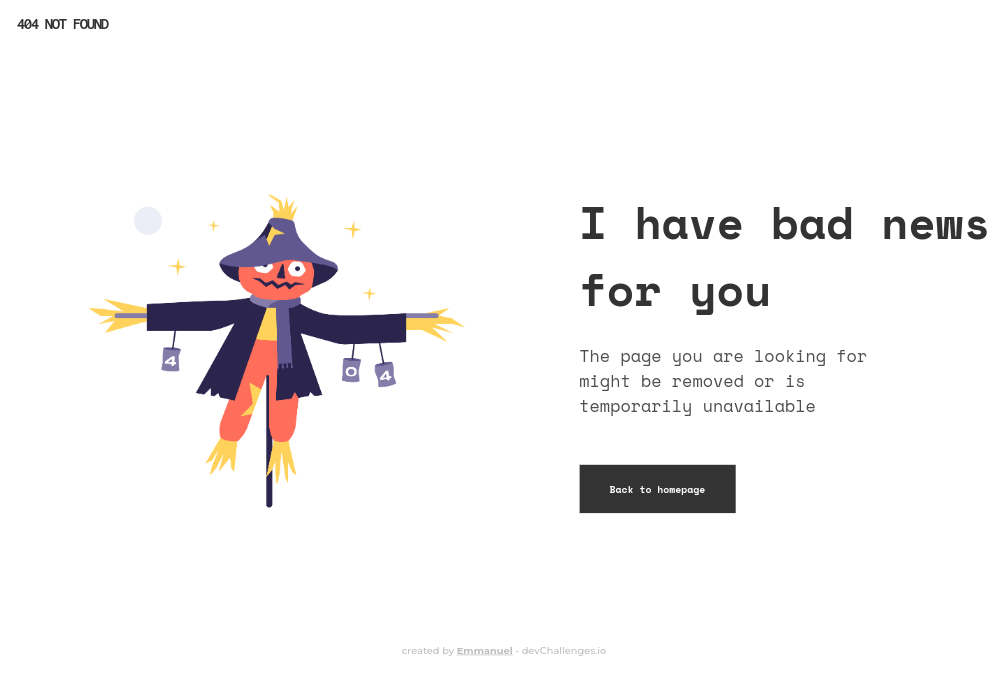 404 NOT FOUND
I have bad news
for you
The page you are looking for
might be removed or is
temporarily unavailable
4
0
4
Back to homepage
created by Emmanuel - devChallenges.io